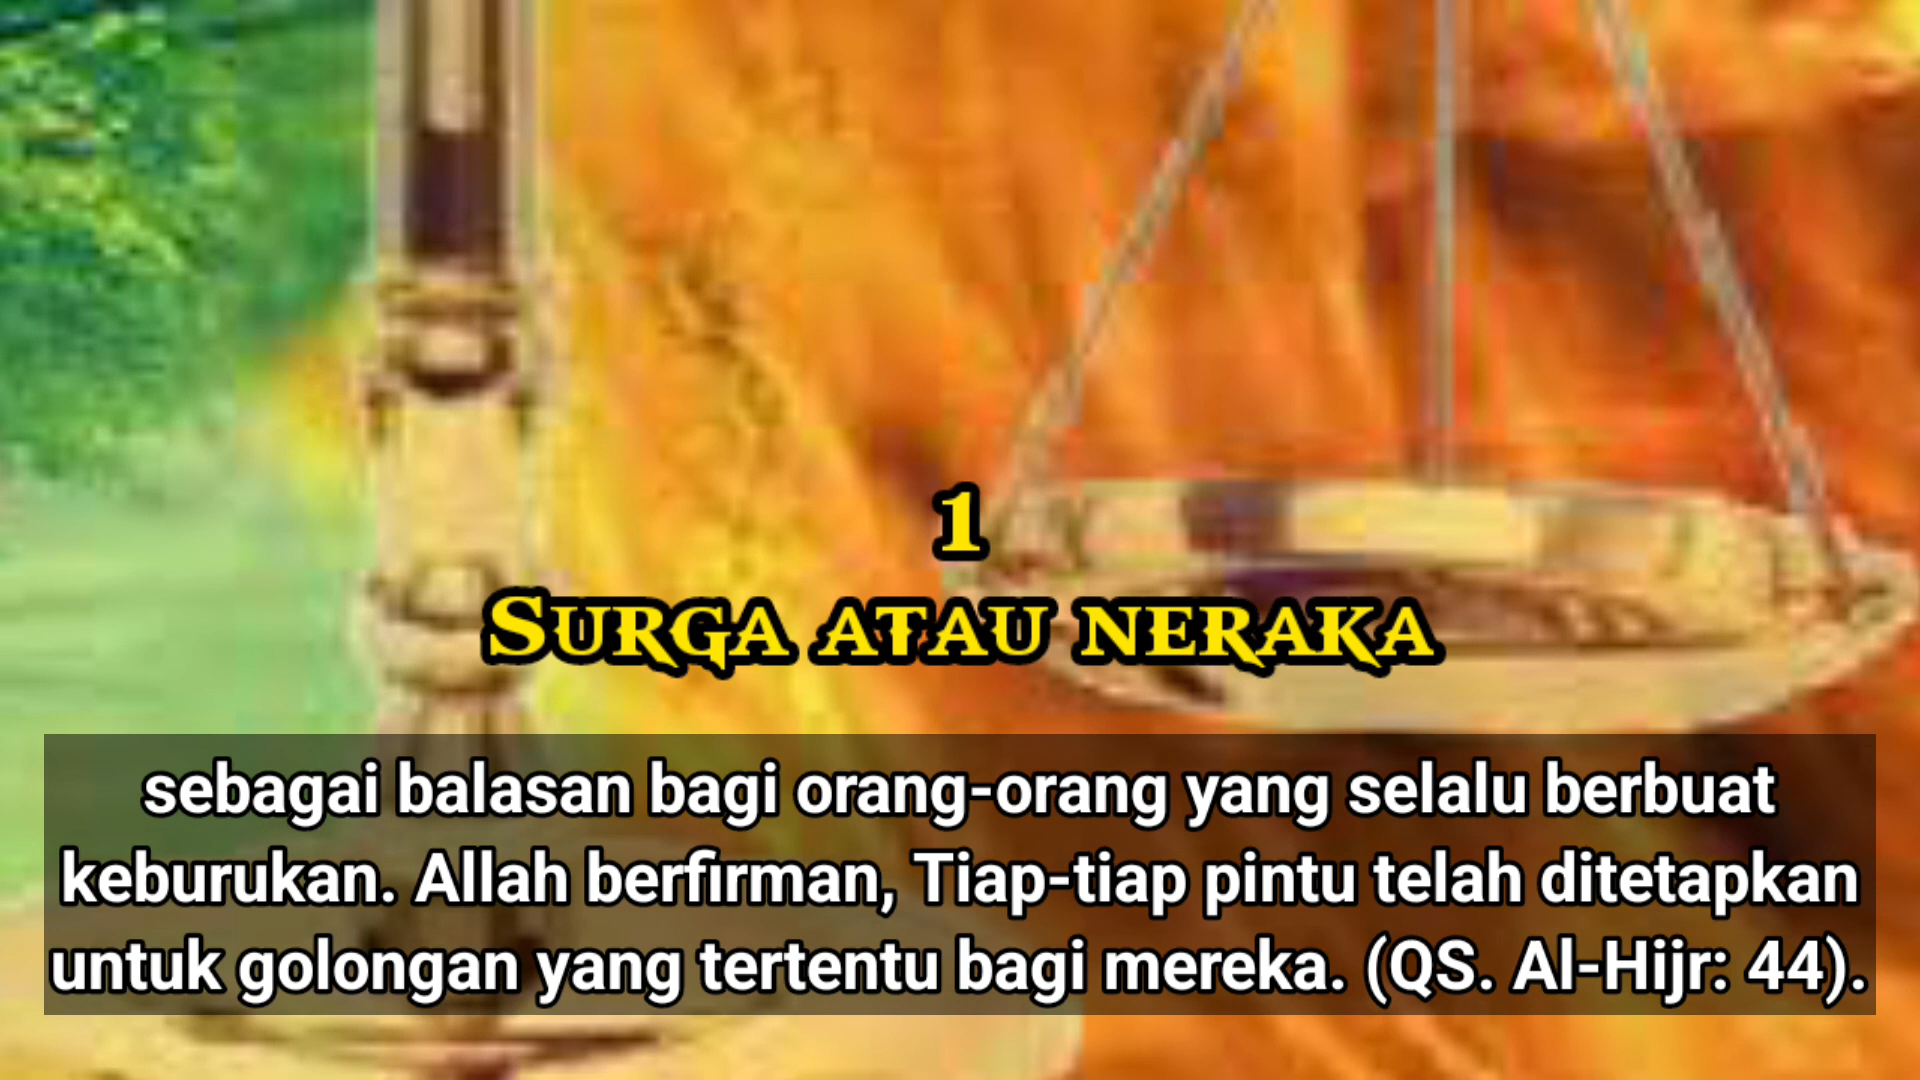 1
Surga atau neraka
sebagai balasan bagi orang-orang yang selalu berbuat
keburukan. Allah berfirman, Tiap-tiap pintu telah ditetapkan
untuk golongan yang tertentu bagi mereka. (QS. Al-Hijr: 44).